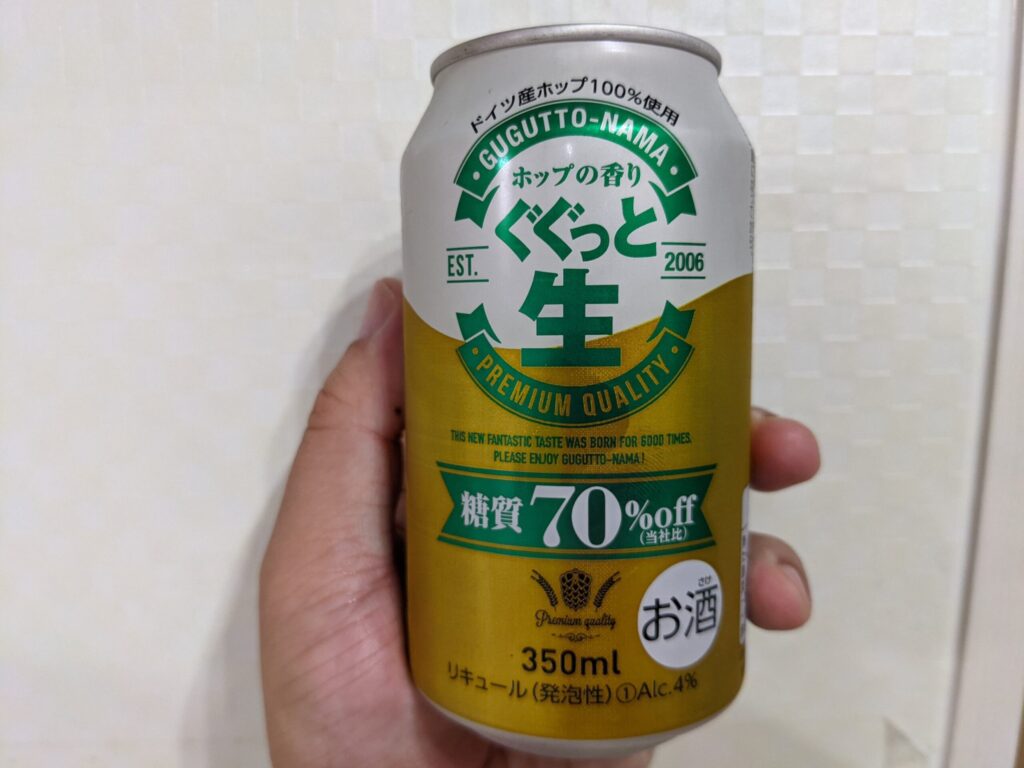 ドイツ産ホップ100%使用
・GUGUTTO-NAMA・
ホップの香り
ぐぐっと
EST. 2006
生
・PREMIUM QUALITY・
THIS NEW FANTASTIC TASTE WAS BORN FOR GOOD TIMES.
PLEASE ENJOY GUGUTTO-NAMA!
糖質70%off
(当社比)
Premium quality
さけ
お酒
350ml
リキュール(発泡性)①Alc.4%